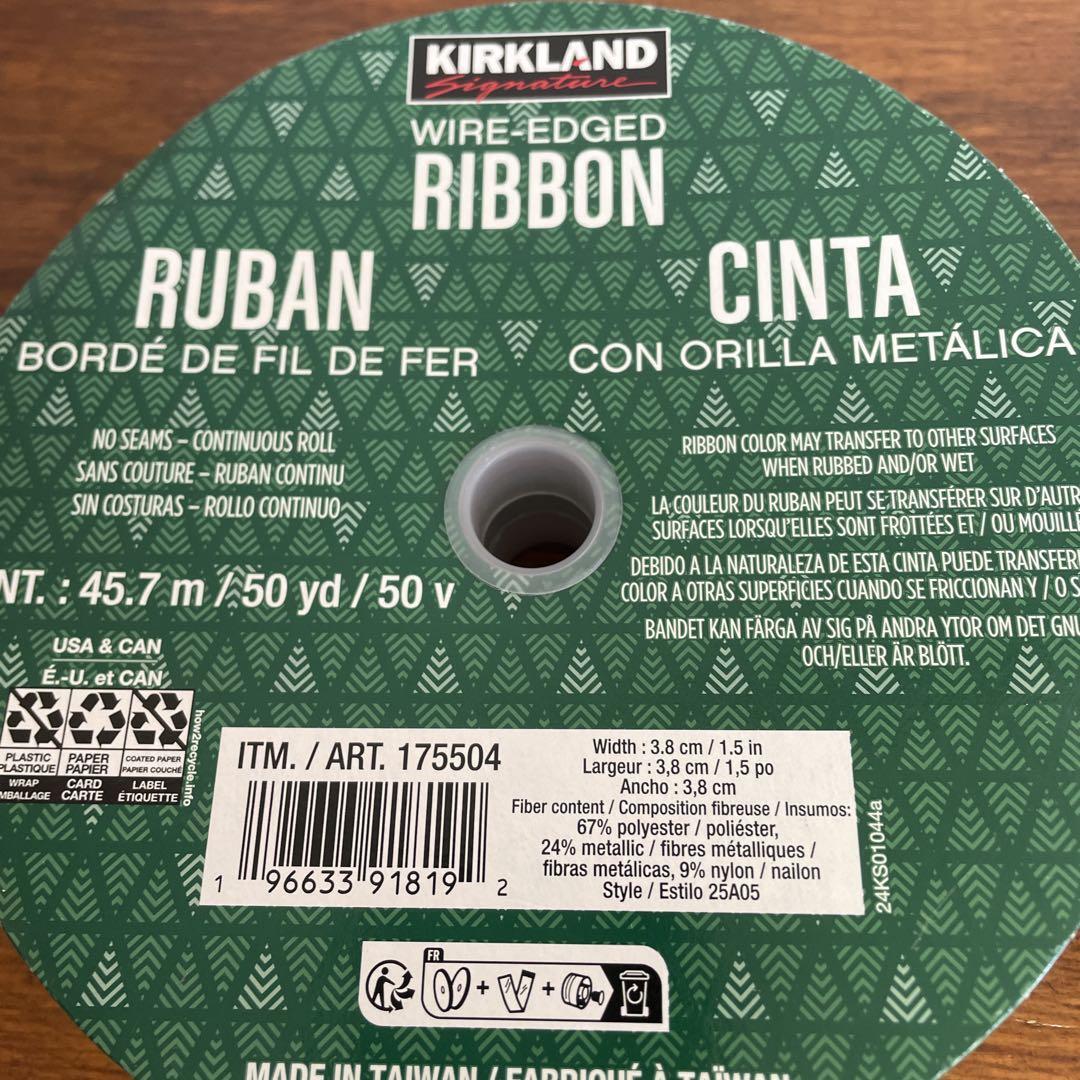 KIRKLAND
Signature
WIRE-EDGED
RIBBON
RUBAN
BORDÉ DE FIL DE FER
CINTA
CON ORILLA METÁLICA
NO SEAMS – CONTINUOUS ROLL
SANS COUTURE – RUBAN CONTINU
SIN COSTURAS – ROLLO CONTINUO
NT. : 45.7 m / 50 yd / 50 v
RIBBON COLOR MAY TRANSFER TO OTHER SURFACES
WHEN RUBBED AND/OR WET
LA COULEUR DU RUBAN PEUT SE TRANSFÉRER SUR D'AUTR
SURFACES LORSQU'ELLES SONT FROTTÉES ET / OU MOUILLÉ
DEBIDO A LA NATURALEZA DE ESTA CINTA PUEDE TRANSFERI
COLOR A OTRAS SUPERFICIES CUANDO SE FRICCIONAN Y / O S
BANDET KAN FÄRGA AV SIG PÅ ANDRA YTOR OM DET GNU
OCH/ELLER ÄR BLÖTT.
USA & CAN
É.-U. et CAN
PLASTIC
PLASTIQUE
WRAP
MBALLAGE
PAPER
PAPIER
CARD
CARTE
COATED PAPER
PAPIER COUCHÉ
LABEL
ÉTIQUETTE
how2recycle.info
ITM. / ART. 175504
1 96633 91819 2
Width : 3.8 cm / 1.5 in
Largeur : 3,8 cm / 1,5 po
Ancho : 3,8 cm
Fiber content / Composition fibreuse / Insumos:
67% polyester / poliéster,
24% metallic / fibres métalliques /
fibras metálicas, 9% nylon / nailon
Style / Estilo 25A05
24KS01044a
FR
MADE IN TAIWAN / FABRIQUÉ À TAÏWAN